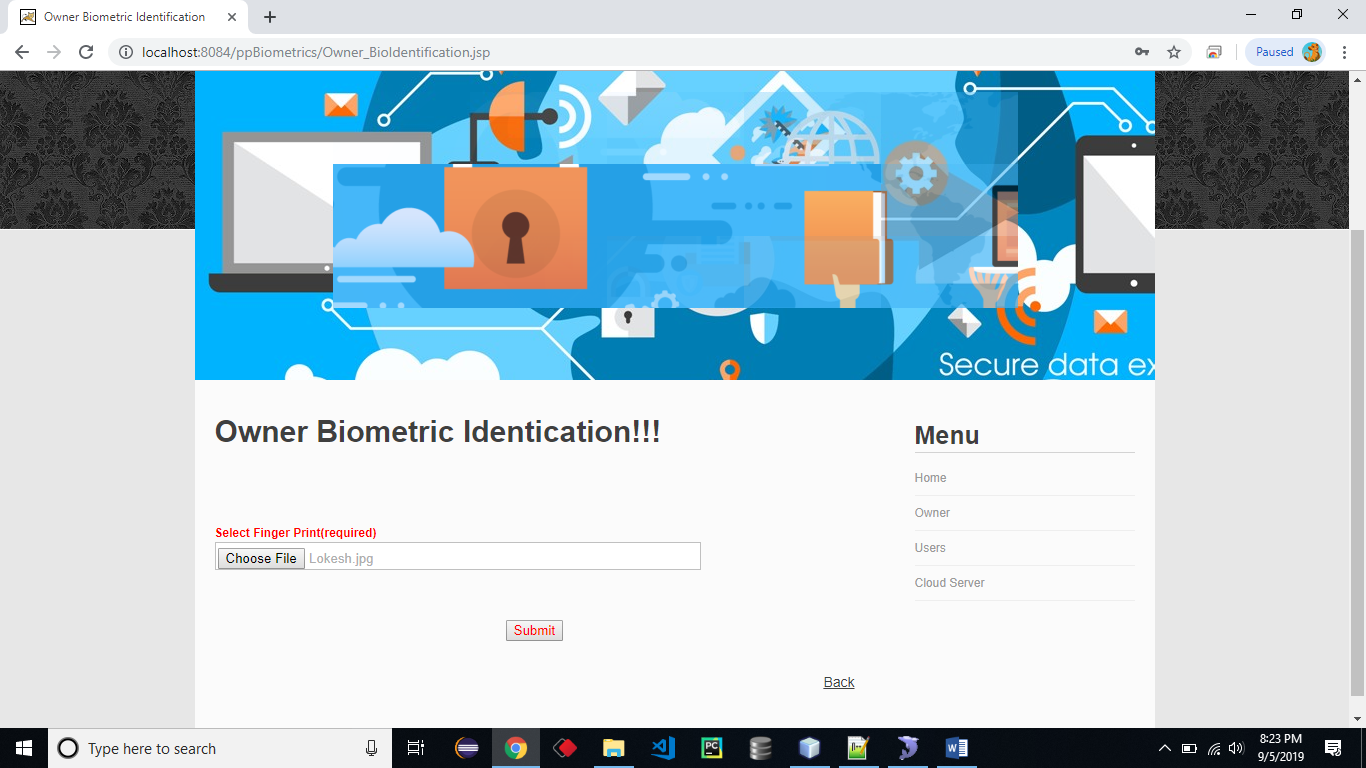 Owner Biometric Identification
localhost:8084/ppBiometrics/Owner_BioIdentification.jsp
Paused
Secure data ex
Owner Biometric Identication!!!
Select Finger Print(required)
Choose File Lokesh.jpg
Submit
Back
Menu
Home
Owner
Users
Cloud Server
Type here to search
PC
8:23 PM
9/5/2019